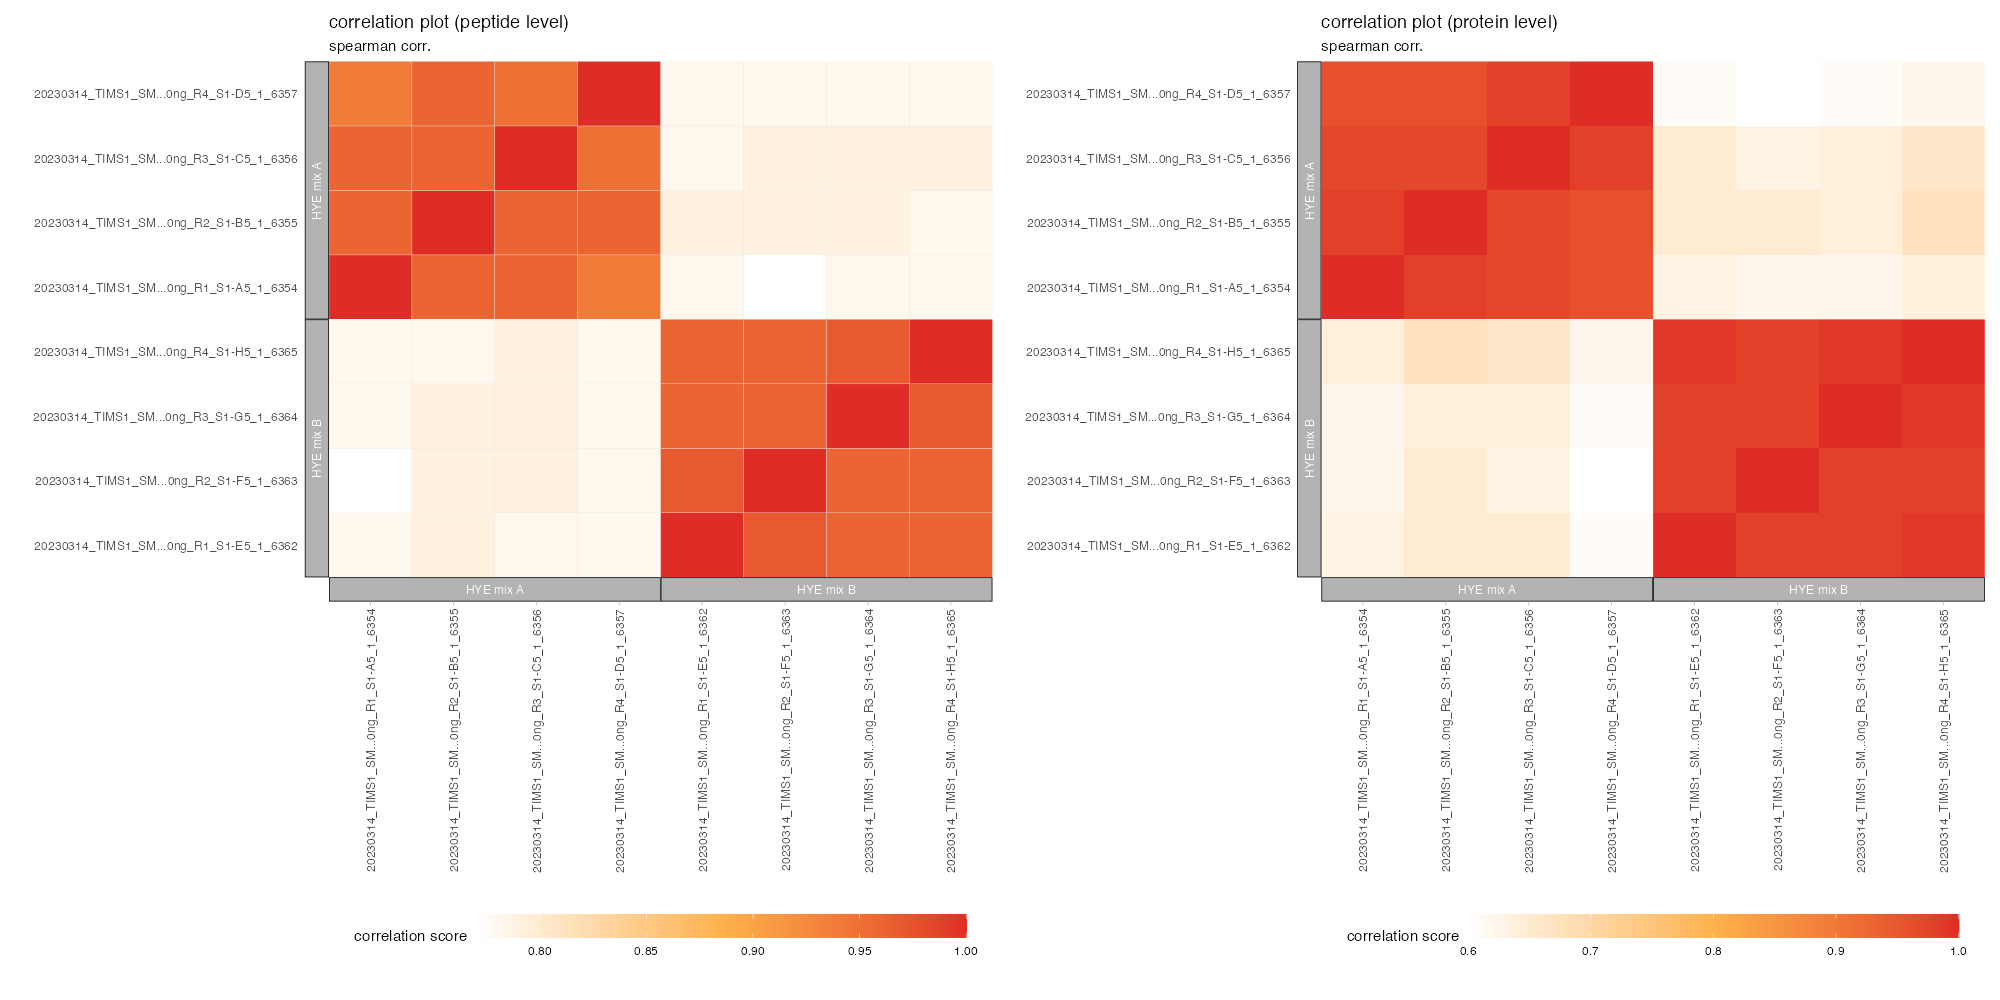 correlation plot (peptide level)
spearman corr.
20230314_TIMS1_SM...0ng_R4_S1-D5_1_6357
20230314_TIMS1_SM...0ng_R3_S1-C5_1_6356
20230314_TIMS1_SM...0ng_R2_S1-B5_1_6355
20230314_TIMS1_SM...0ng_R1_S1-A5_1_6354
20230314_TIMS1_SM...0ng_R4_S1-H5_1_6365
20230314_TIMS1_SM...0ng_R3_S1-G5_1_6364
20230314_TIMS1_SM...0ng_R2_S1-F5_1_6363
20230314_TIMS1_SM...0ng_R1_S1-E5_1_6362
HYE mix A
HYE mix B
HYE mix A
HYE mix B
20230314_TIMS1_SM...0ng_R1_S1-A5_1_6354
20230314_TIMS1_SM...0ng_R2_S1-B5_1_6355
20230314_TIMS1_SM...0ng_R3_S1-C5_1_6356
20230314_TIMS1_SM...0ng_R4_S1-D5_1_6357
20230314_TIMS1_SM...0ng_R1_S1-E5_1_6362
20230314_TIMS1_SM...0ng_R2_S1-F5_1_6363
20230314_TIMS1_SM...0ng_R3_S1-G5_1_6364
20230314_TIMS1_SM...0ng_R4_S1-H5_1_6365
correlation score
0.80 0.85 0.90 0.95 1.00
correlation plot (protein level)
spearman corr.
20230314_TIMS1_SM...0ng_R4_S1-D5_1_6357
20230314_TIMS1_SM...0ng_R3_S1-C5_1_6356
20230314_TIMS1_SM...0ng_R2_S1-B5_1_6355
20230314_TIMS1_SM...0ng_R1_S1-A5_1_6354
20230314_TIMS1_SM...0ng_R4_S1-H5_1_6365
20230314_TIMS1_SM...0ng_R3_S1-G5_1_6364
20230314_TIMS1_SM...0ng_R2_S1-F5_1_6363
20230314_TIMS1_SM...0ng_R1_S1-E5_1_6362
HYE mix A
HYE mix B
HYE mix A
HYE mix B
20230314_TIMS1_SM...0ng_R1_S1-A5_1_6354
20230314_TIMS1_SM...0ng_R2_S1-B5_1_6355
20230314_TIMS1_SM...0ng_R3_S1-C5_1_6356
20230314_TIMS1_SM...0ng_R4_S1-D5_1_6357
20230314_TIMS1_SM...0ng_R1_S1-E5_1_6362
20230314_TIMS1_SM...0ng_R2_S1-F5_1_6363
20230314_TIMS1_SM...0ng_R3_S1-G5_1_6364
20230314_TIMS1_SM...0ng_R4_S1-H5_1_6365
correlation score
0.6 0.7 0.8 0.9 1.0